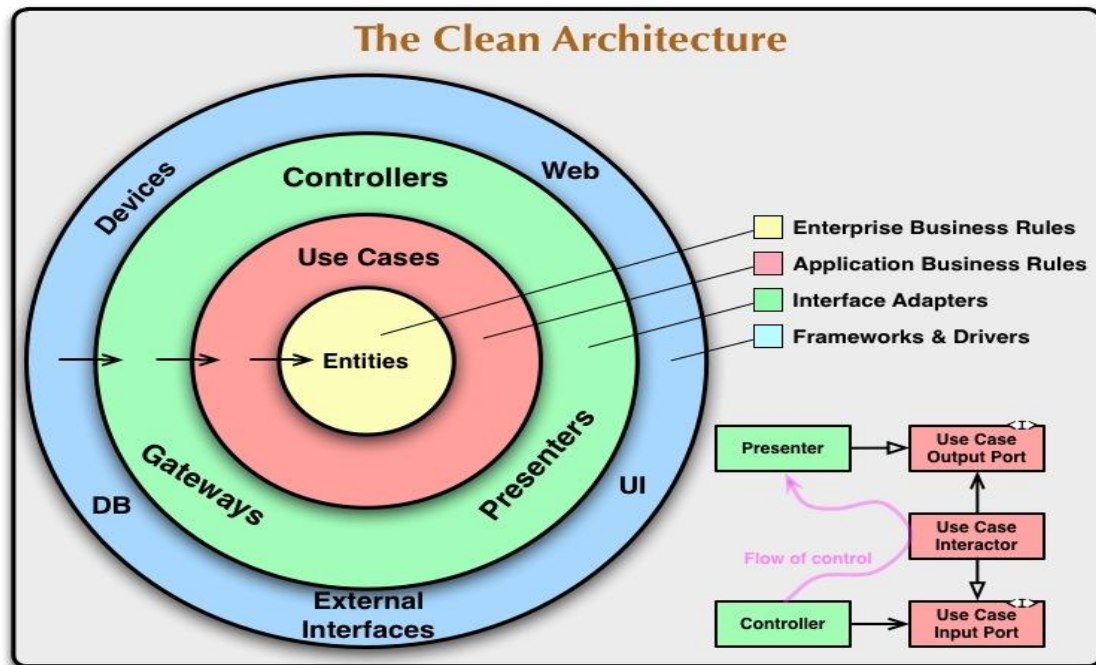 The Clean Architecture
Devices
Web
Controllers
Use Cases
Entities
Gateways
Presenters
DB
UI
External
Interfaces
Enterprise Business Rules
Application Business Rules
Interface Adapters
Frameworks & Drivers
Presenter
<I>
Use Case
Output Port
Flow of control
Use Case
Interactor
Controller
<I>
Use Case
Input Port